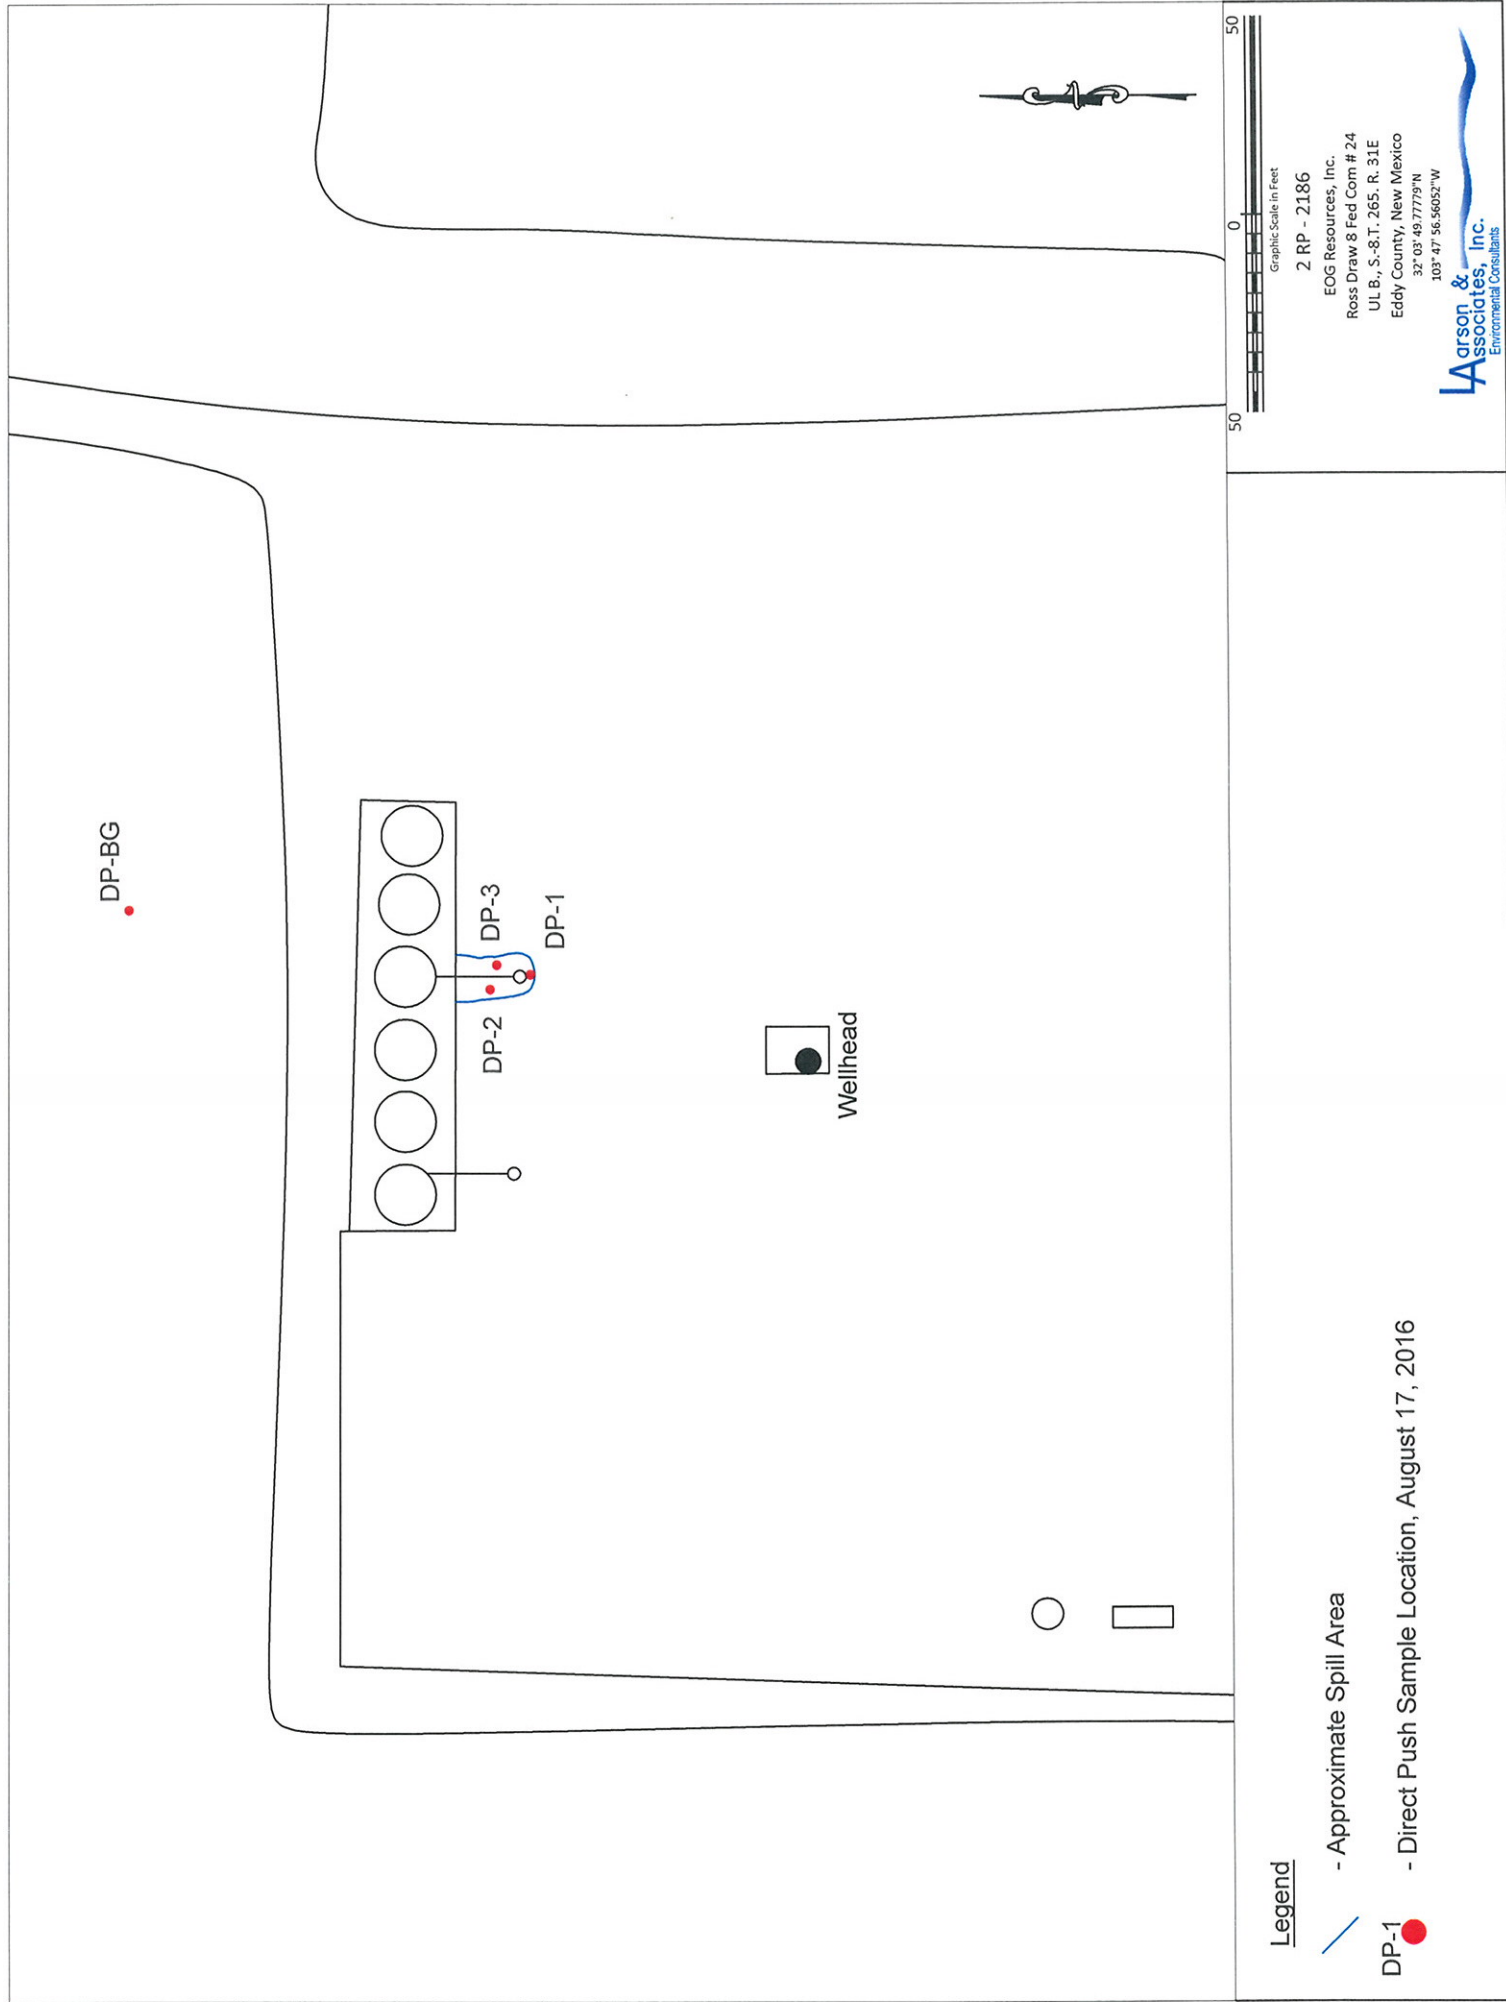 DP-BG
DP-3
DP-1
DP-2
Wellhead
Legend
- Approximate Spill Area
DP-1
- Direct Push Sample Location, August 17, 2016
50
0
50
Graphic Scale in Feet
2 RP - 2186
EOG Resources, Inc.
Ross Draw 8 Fed Com # 24
UL B., S.-8.T. 265. R. 31E
Eddy County, New Mexico
32° 03' 49.77779"N
103° 47' 56.56052"W
Larson &
Associates, Inc.
Environmental Consultants